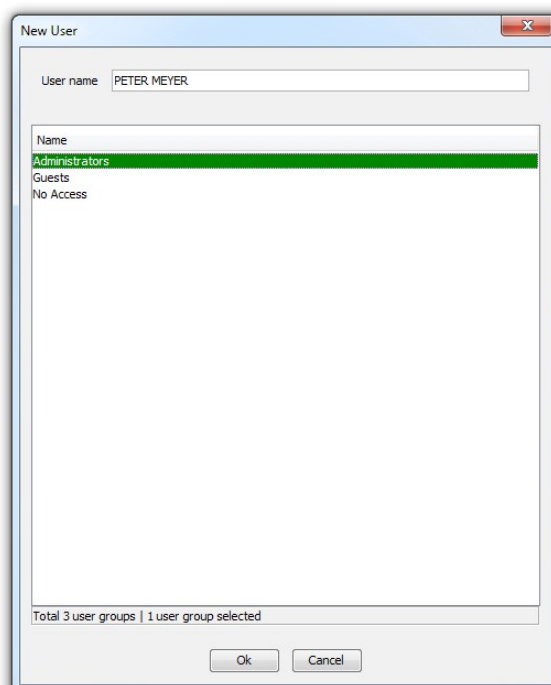 New User
User name PETER MEYER
Name
Administrators
Guests
No Access
Total 3 user groups | 1 user group selected
Ok Cancel